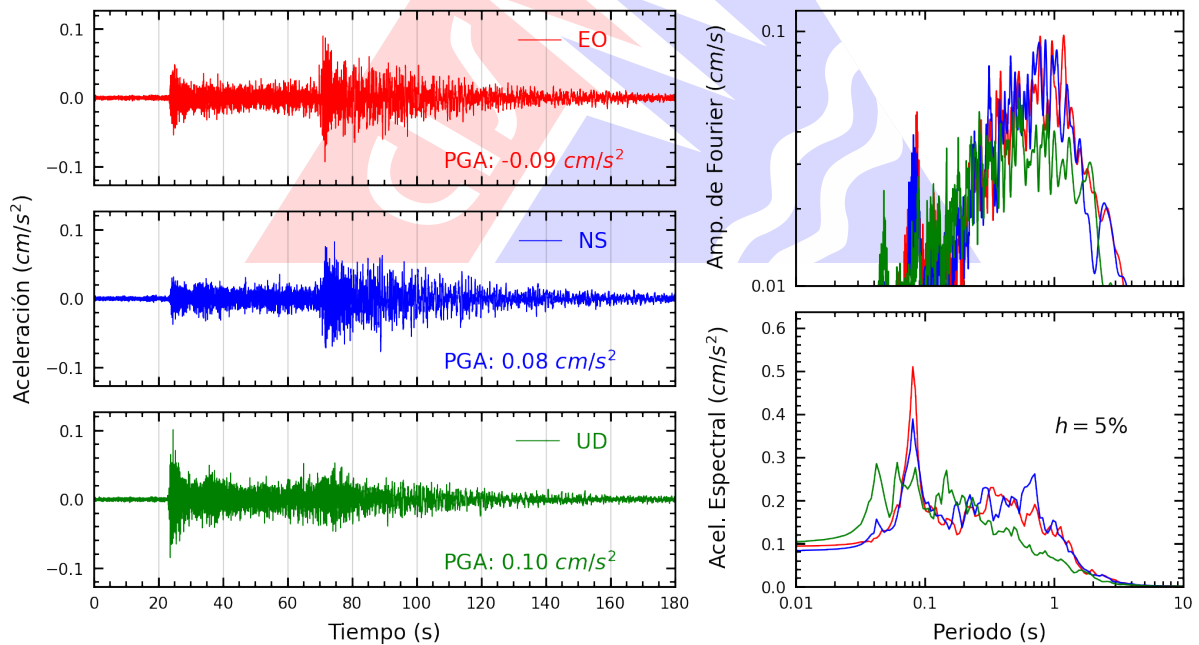 0.1
0.0
−0.1
EO
PGA: -0.09 cm/s²
0.1
0.0
−0.1
NS
PGA: 0.08 cm/s²
0.1
0.0
−0.1
UD
PGA: 0.10 cm/s²
0 20 40 60 80 100 120 140 160 180
Tiempo (s)
Aceleración (cm/s²)
0.1
0.01
Amp. de Fourier (cm/s)
0.6
0.5
0.4
0.3
0.2
0.1
0.0
h = 5%
Acel. Espectral (cm/s²)
0.01 0.1 1 10
Periodo (s)